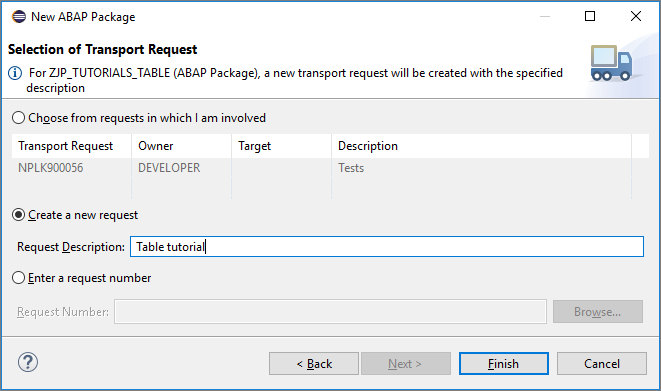 New ABAP Package
Selection of Transport Request
For ZJP_TUTORIALS_TABLE (ABAP Package), a new transport request will be created with the specified
description
Choose from requests in which I am involved
Transport Request Owner Target Description
NPLK900056 DEVELOPER Tests
Create a new request
Request Description: Table tutorial
Enter a request number
Request Number: Browse...
< Back Next > Finish Cancel